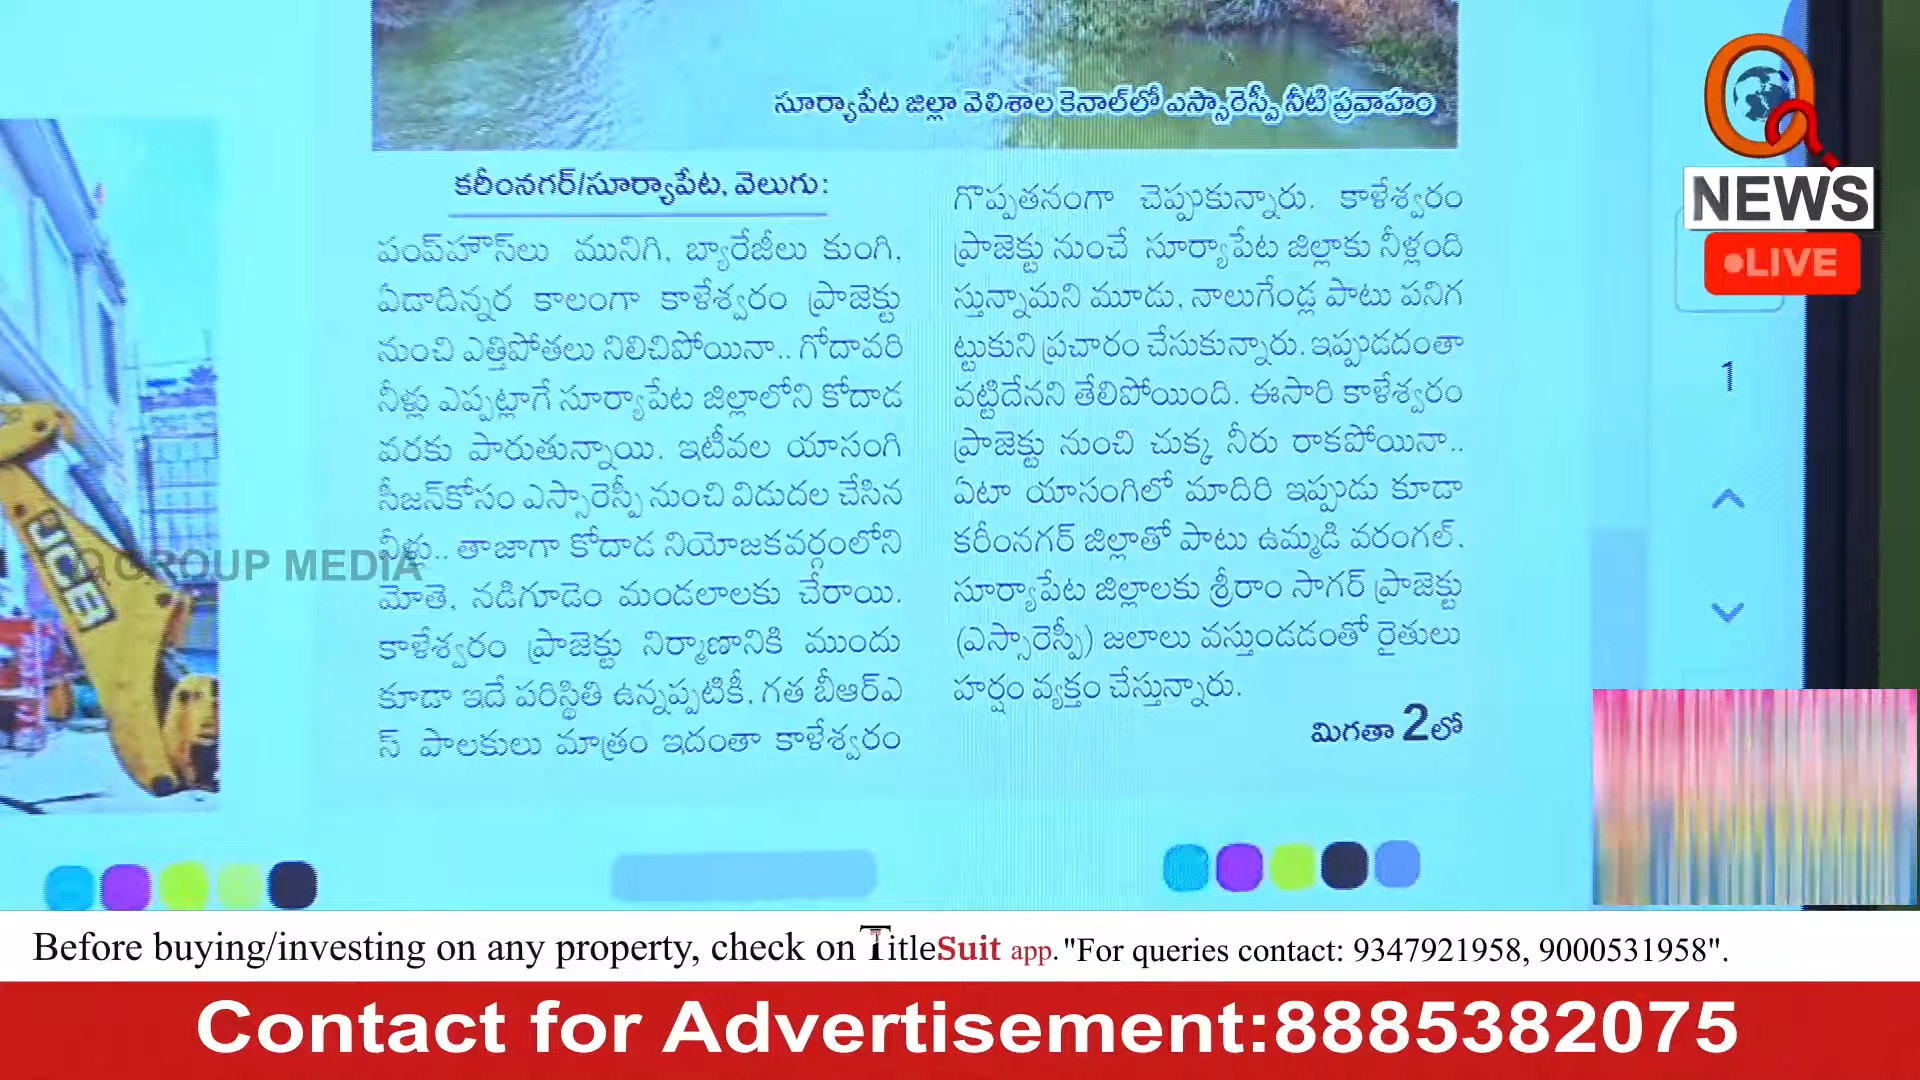 సూర్యాపేట జిల్లా వెలిశాల కెనాల్‌లో ఎస్సారెస్పీ నీటి ప్రవాహం
కరీంనగర్/సూర్యాపేట, వెలుగు:
పంప్‌హౌస్‌లు మునిగి, బ్యారేజీలు కుంగి,
ఏడాదిన్నర కాలంగా కాళేశ్వరం ప్రాజెక్టు
నుంచి ఎత్తిపోతలు నిలిచిపోయినా.. గోదావరి
నీళ్లు ఎప్పట్లాగే సూర్యాపేట జిల్లాలోని కోదాడ
వరకు పారుతున్నాయి. ఇటీవల యాసంగి
సీజన్‌కోసం ఎస్సారెస్పీ నుంచి విడుదల చేసిన
నీళ్లు.. తాజాగా కోదాడ నియోజకవర్గంలోని
మోతె, నడిగూడెం మండలాలకు చేరాయి.
కాళేశ్వరం ప్రాజెక్టు నిర్మాణానికి ముందు
కూడా ఇదే పరిస్థితి ఉన్నప్పటికీ, గత బీఆర్ఎ
స్ పాలకులు మాత్రం ఇదంతా కాళేశ్వరం
గొప్పతనంగా చెప్పుకున్నారు. కాళేశ్వరం
ప్రాజెక్టు నుంచే సూర్యాపేట జిల్లాకు నీళ్లంది
స్తున్నామని మూడు, నాలుగేండ్ల పాటు పనిగ
ట్టుకుని ప్రచారం చేసుకున్నారు. ఇప్పుడదంతా
వట్టిదేనని తేలిపోయింది. ఈసారి కాళేశ్వరం
ప్రాజెక్టు నుంచి చుక్క నీరు రాకపోయినా..
ఏటా యాసంగిలో మాదిరి ఇప్పుడు కూడా
కరీంనగర్ జిల్లాతో పాటు ఉమ్మడి వరంగల్,
సూర్యాపేట జిల్లాలకు శ్రీరాం సాగర్ ప్రాజెక్టు
(ఎస్సారెస్పీ) జలాలు వస్తుండడంతో రైతులు
హర్షం వ్యక్తం చేస్తున్నారు.
మిగతా 2లో
JCB
Q GROUP MEDIA
Q
NEWS
LIVE
1
Before buying/investing on any property, check on TitleSuit app. "For queries contact: 9347921958, 9000531958".
Contact for Advertisement:8885382075